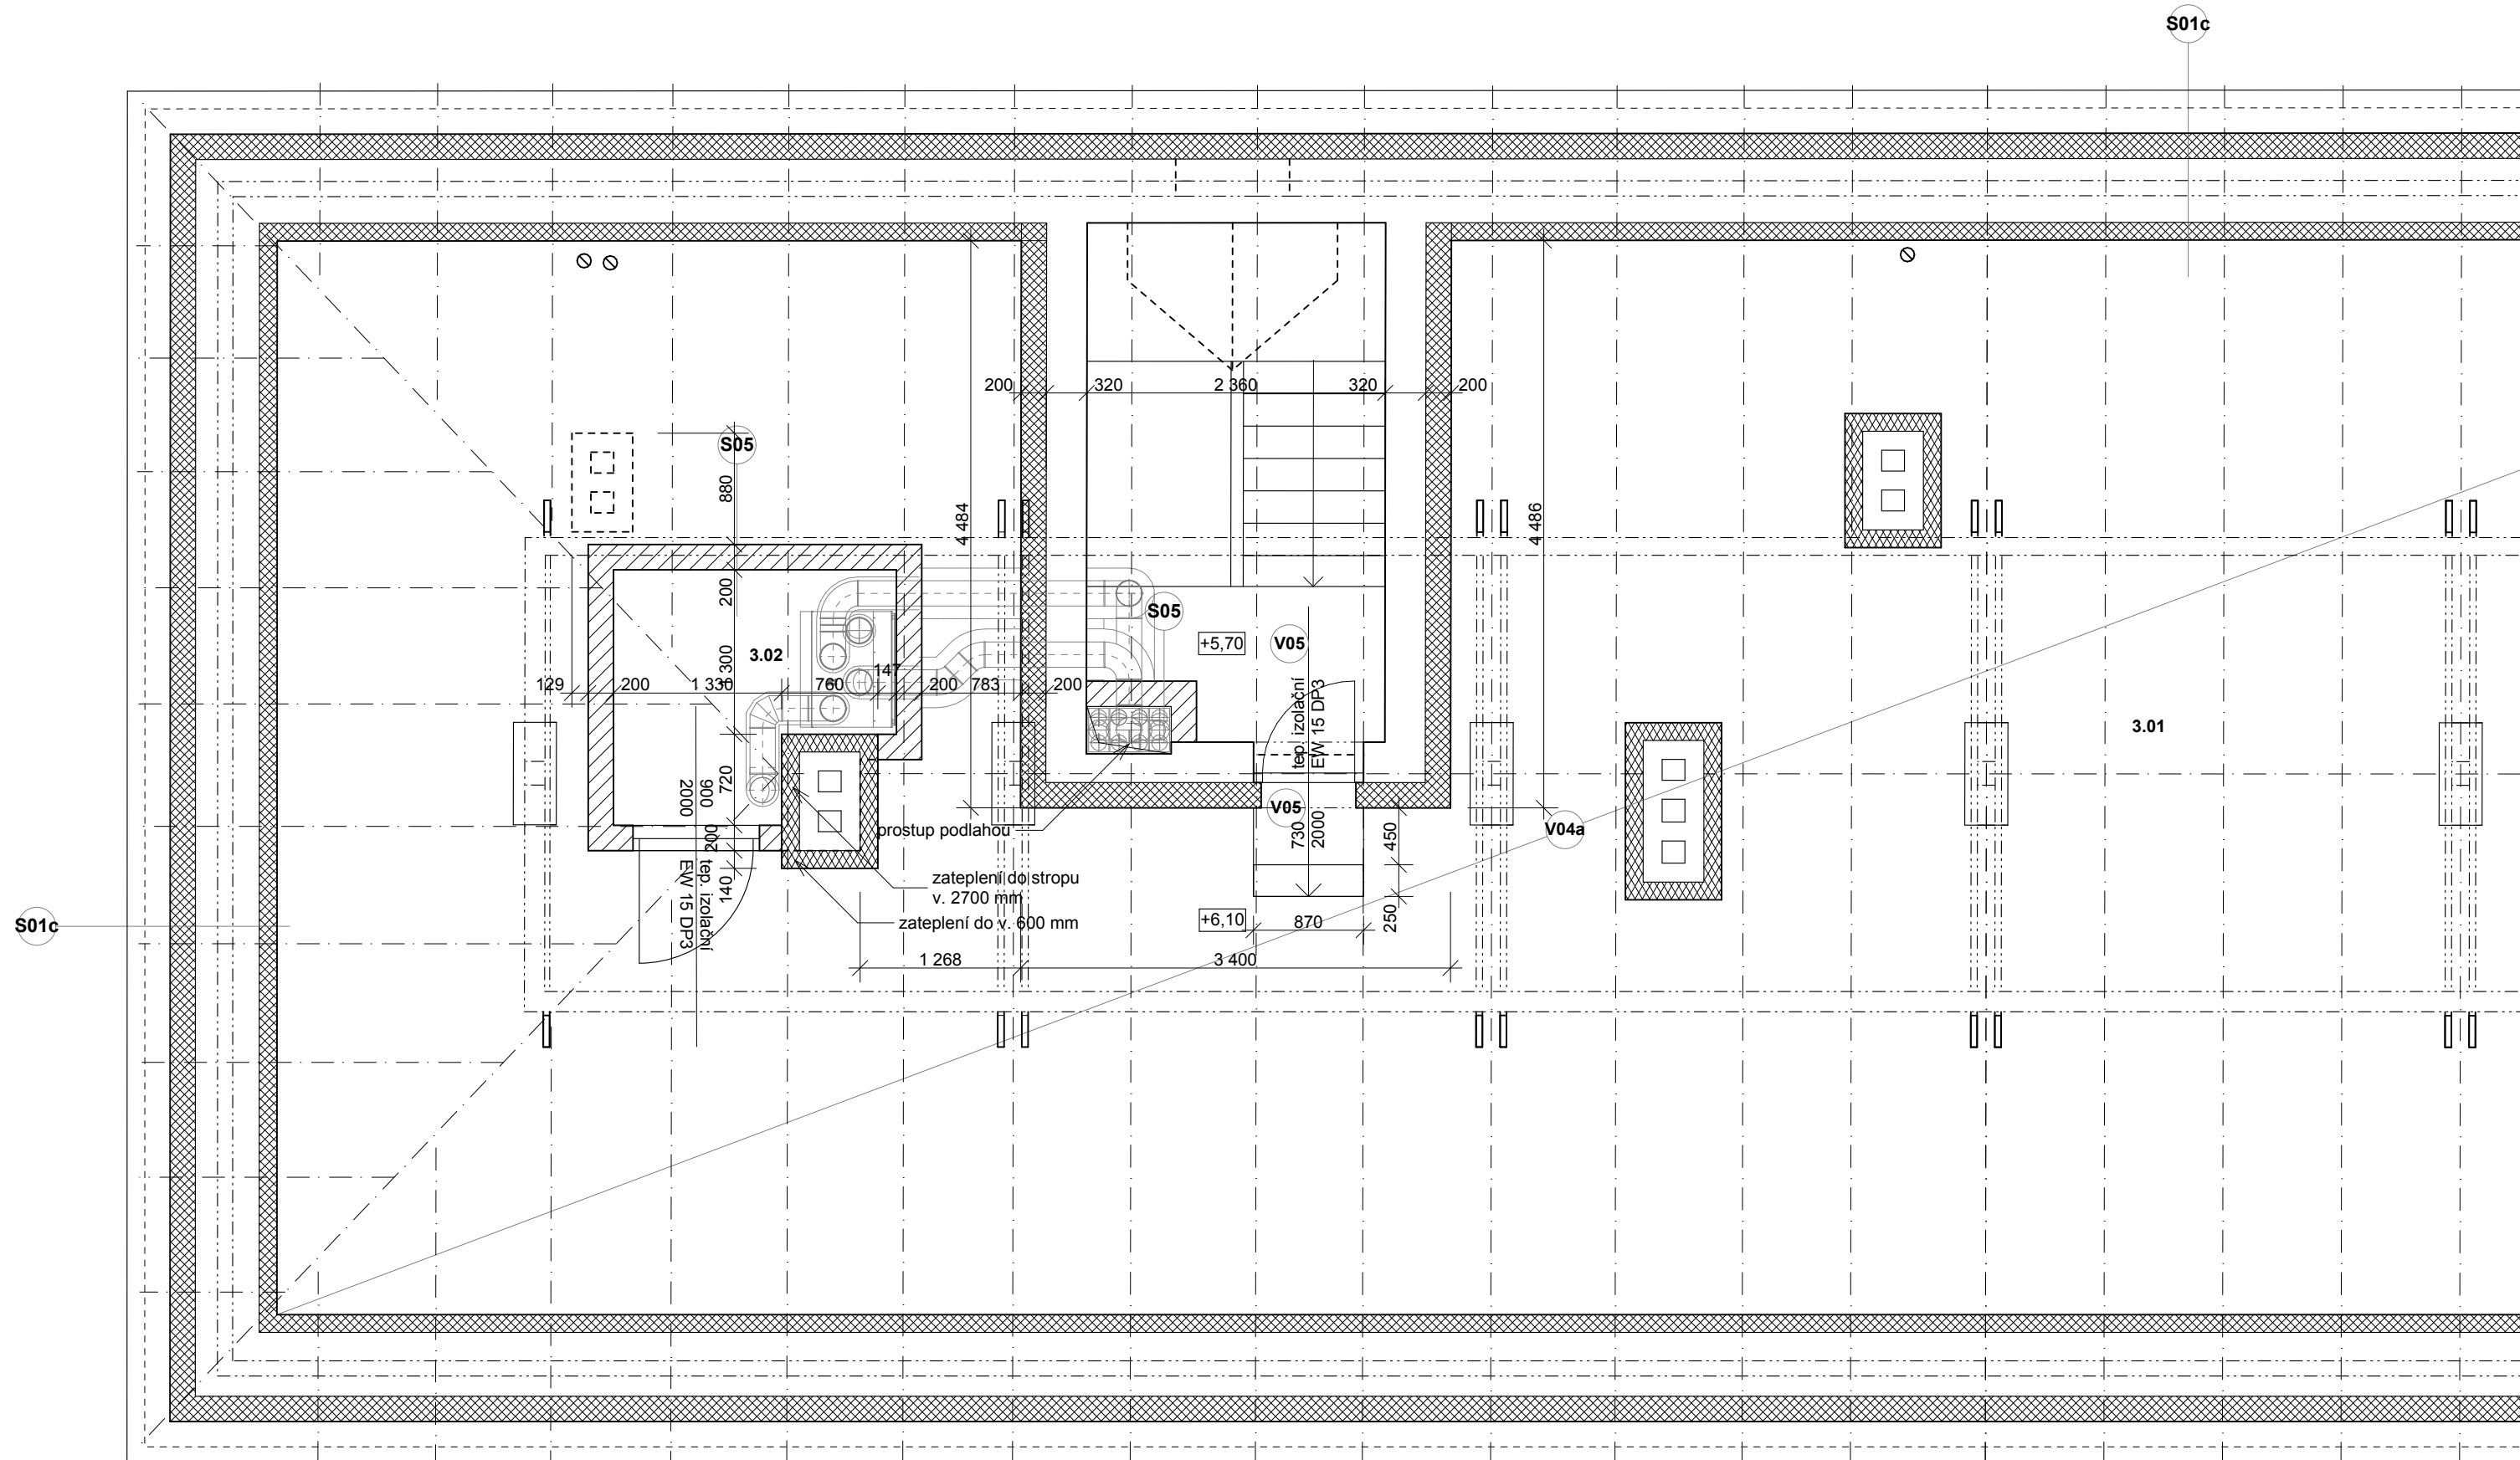 S01c
200
320
2 360
320
200
S05
880
4 484
4 486
200
S05
+5,70
V05
1 300
3.02
147
129
200
1 330
760
200
783
200
tep. izolační
EW 15 DP3
3.01
720
900
2000
V05
730
2000
450
V04a
prostup podlahou
200
tep. izolační
EW 15 DP3
140
zateplení do stropu
v. 2700 mm
zateplení do v. 600 mm
S01c
+6,10
870
250
1 268
3 400